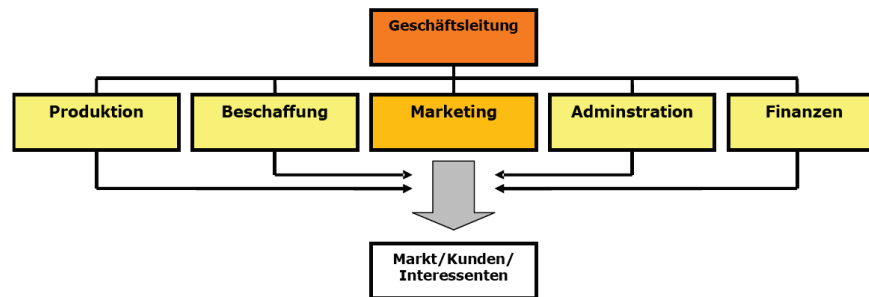 Geschäftsleitung
Produktion
Beschaffung
Marketing
Adminstration
Finanzen
Markt/Kunden/
Interessenten